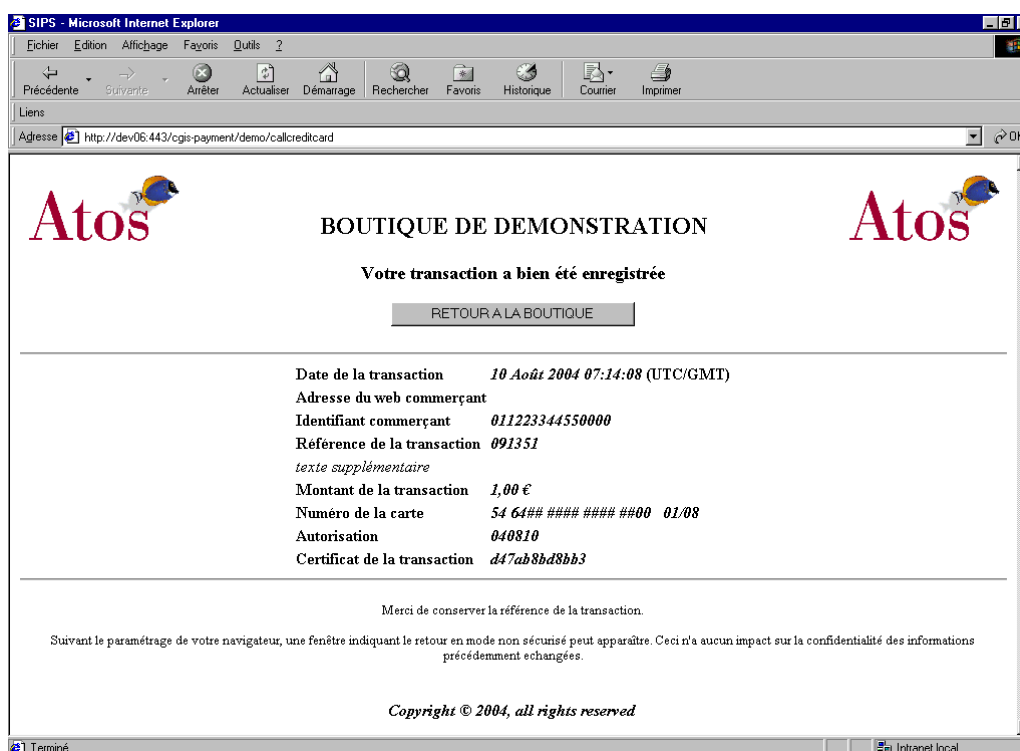 SIPS - Microsoft Internet Explorer
Fichier Edition Affichage Favoris Outils ?
Précédente Suivante Arrêter Actualiser Démarrage Rechercher Favoris Historique Courrier Imprimer
Liens
Adresse http://dev06:443/cgis-payment/demo/callcreditcard OK
Atos Atos
BOUTIQUE DE DEMONSTRATION
Votre transaction a bien été enregistrée
RETOUR A LA BOUTIQUE
Date de la transaction 10 Août 2004 07:14:08 (UTC/GMT)
Adresse du web commerçant
Identifiant commerçant 011223344550000
Référence de la transaction 091351
texte supplémentaire
Montant de la transaction 1,00 €
Numéro de la carte 54 64## #### #### ##00 01/08
Autorisation 040810
Certificat de la transaction d47ab8bd8bb3
Merci de conserver la référence de la transaction.
Suivant le paramétrage de votre navigateur, une fenêtre indiquant le retour en mode non sécurisé peut apparaître. Ceci n'a aucun impact sur la confidentialité des informations
précédemment echangées.
Copyright © 2004, all rights reserved
Terminé Intranet local